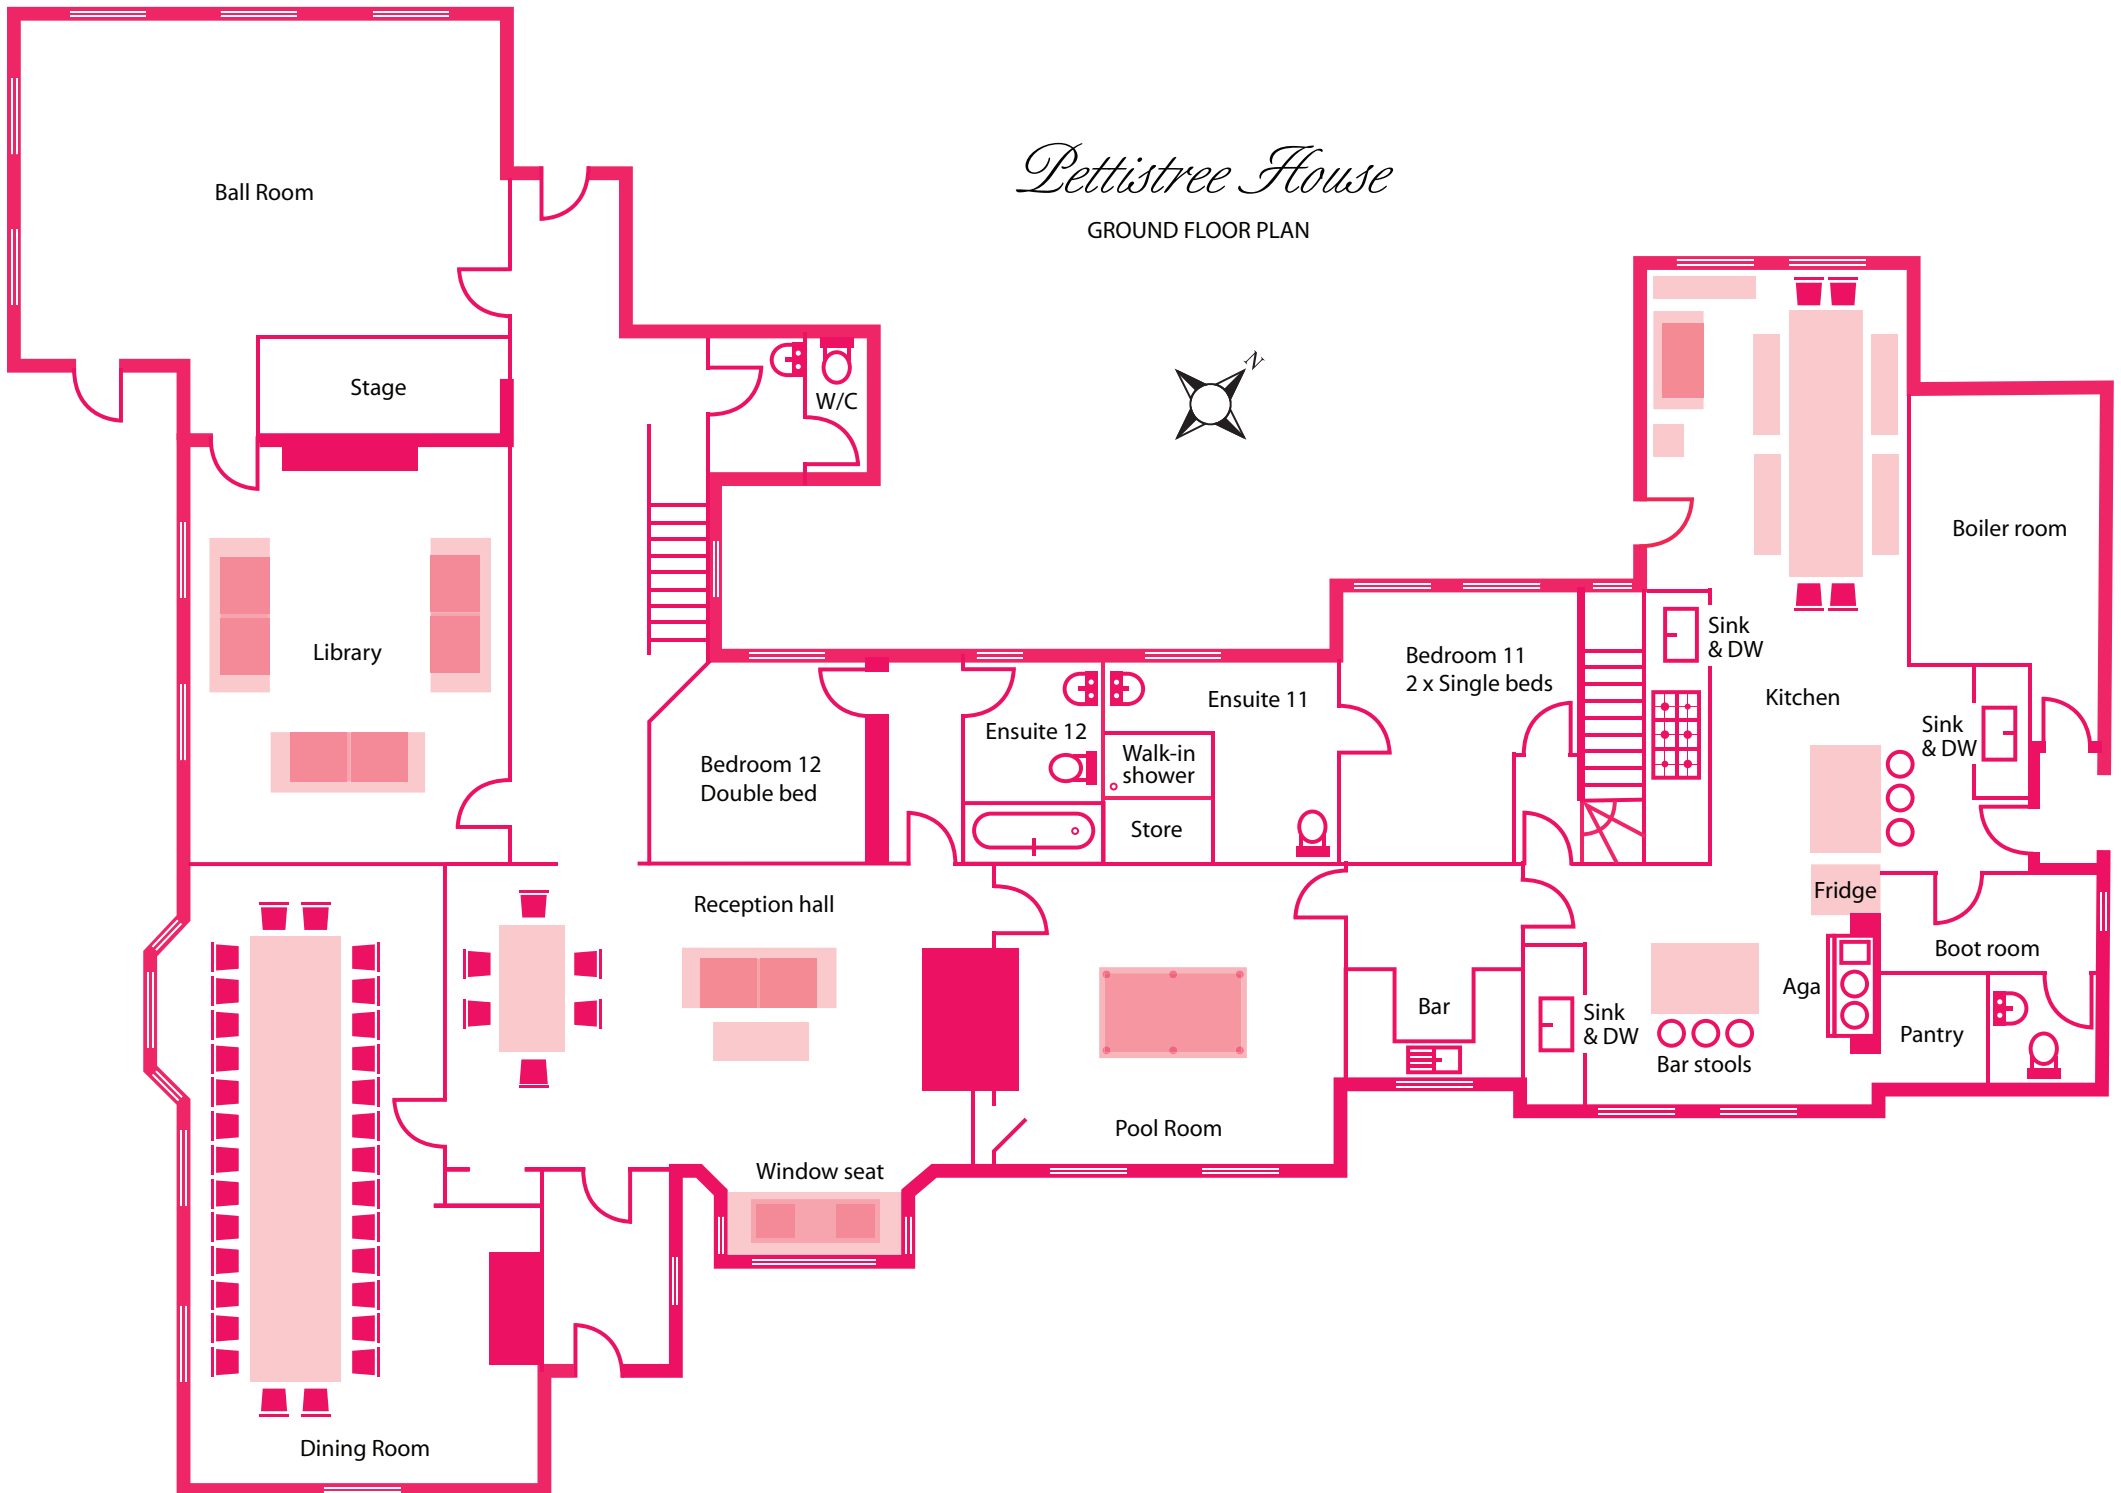 Pettistree House
GROUND FLOOR PLAN
N
Ball Room
Stage
W/C
Library
Boiler room
Sink
& DW
Kitchen
Sink
& DW
Bedroom 11
2 x Single beds
Ensuite 11
Ensuite 12
Walk-in
shower
Store
Bedroom 12
Double bed
Reception hall
Fridge
Boot room
Aga
Pantry
Bar
Sink
& DW
Bar stools
Pool Room
Window seat
Dining Room